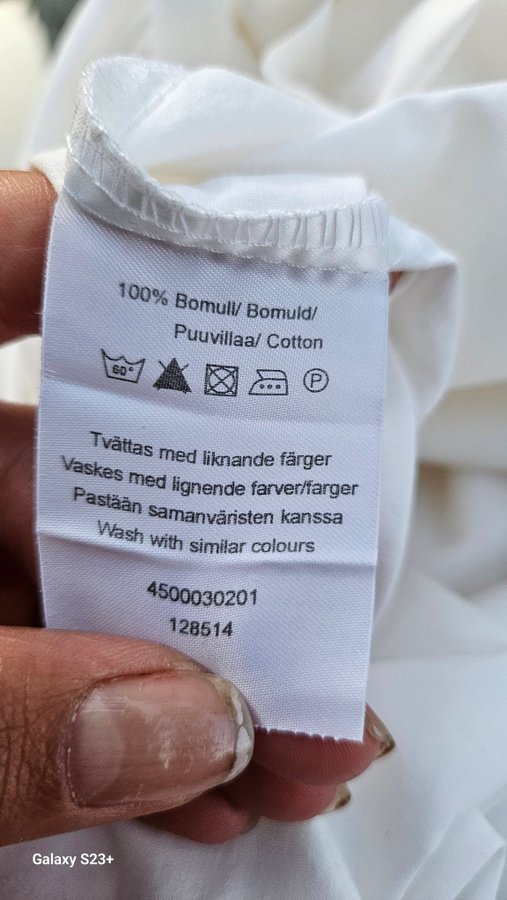 100% Bomull/ Bomuld/
Puuvillaa/ Cotton
60°
P
Tvättas med liknande färger
Vaskes med lignende farver/farger
Pastään samanväristen kanssa
Wash with similar colours
4500030201
128514
Galaxy S23+